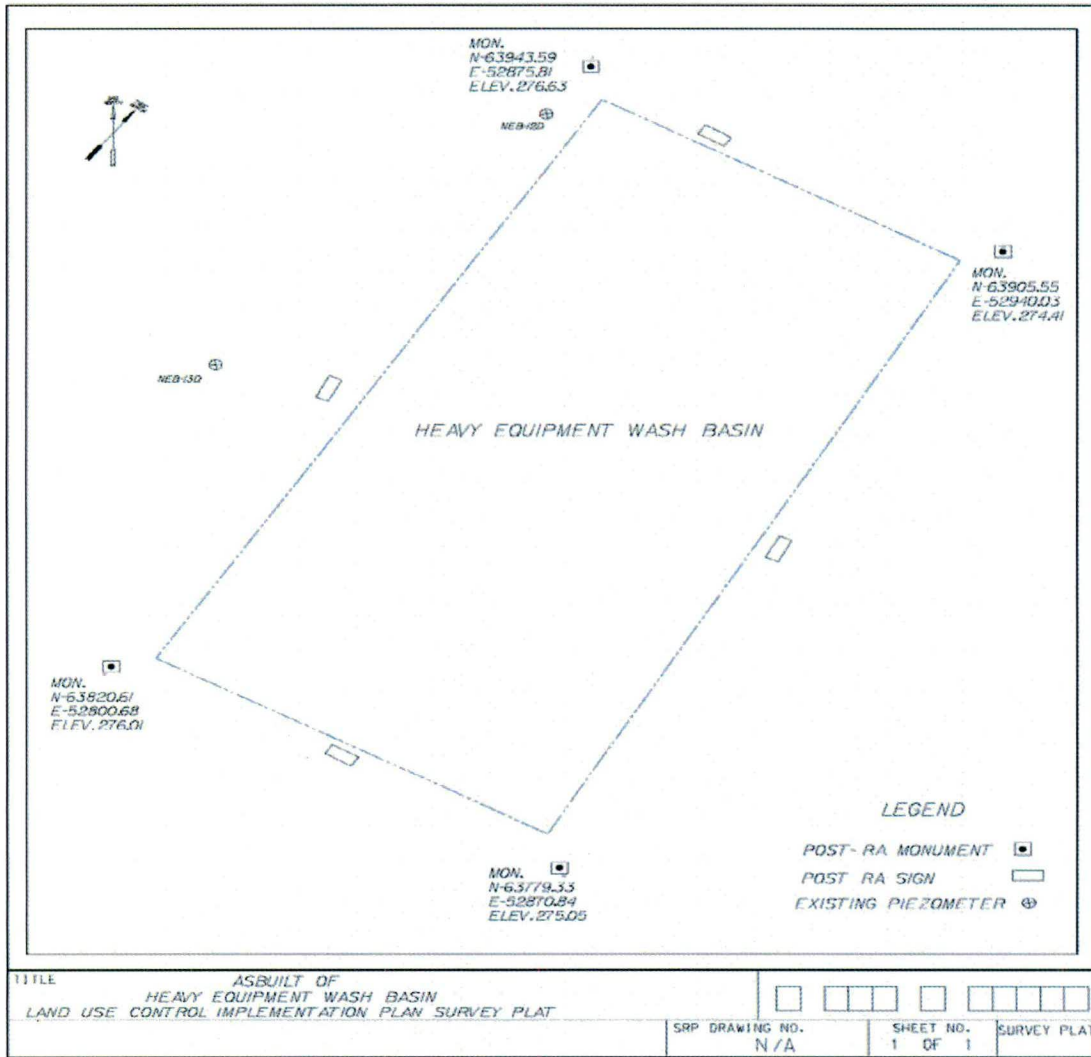 MON.
N-63943.59
E-52875.81
ELEV. 276.63
NEB-12D
MON.
N-63905.55
E-52940.03
ELEV. 274.41
NEB-13D
HEAVY EQUIPMENT WASH BASIN
MON.
N-63820.61
E-52800.68
ELEV. 276.01
MON.
N-63779.33
E-52870.84
ELEV. 275.05
LEGEND
POST-RA MONUMENT
POST RA SIGN
EXISTING PIEZOMETER
TITLE
ASBUILT OF
HEAVY EQUIPMENT WASH BASIN
LAND USE CONTROL IMPLEMENTATION PLAN SURVEY PLAT
SRP DRAWING NO.
N/A
SHEET NO.
1 OF 1
SURVEY PLAT